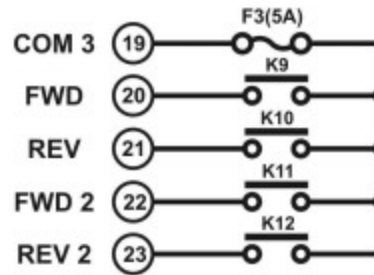 F3(5A)
COM 3 19
K9
FWD 20
K10
REV 21
K11
FWD 2 22
K12
REV 2 23